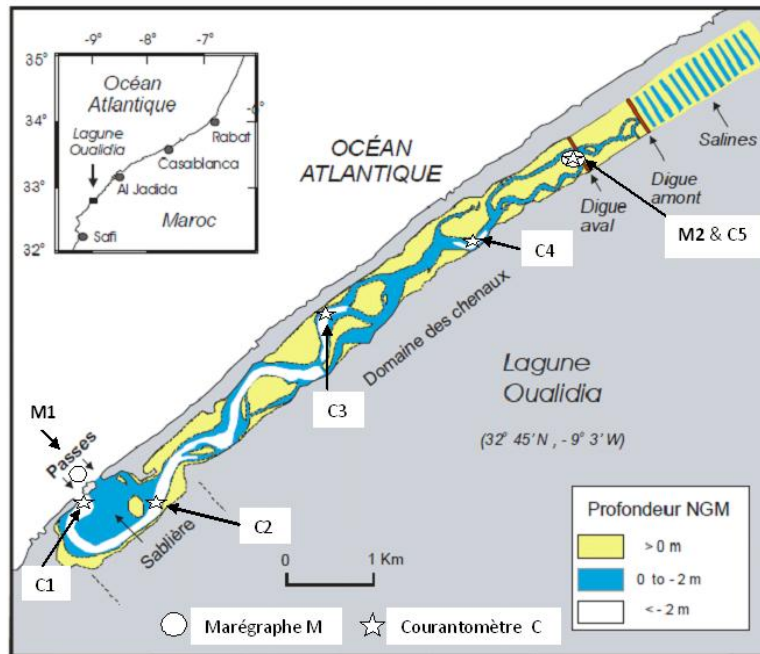 -9°
-8°
-7°
35°
34°
33°
32°
Océan
Atlantique
Lagune
Oualidia
Rabat
Casablanca
Al Jadida
Maroc
Safi
OCÉAN
ATLANTIQUE
Salines
Digue
amont
Digue
aval
M2 & C5
C4
Domaine des chenaux
C3
Lagune
Oualidia
(32° 45'N , - 9° 3'W)
M1
Passes
Sablière
C2
C1
0 1 Km
Profondeur NGM
> 0 m
0 to - 2 m
< - 2 m
Marégraphe M
Courantomètre C